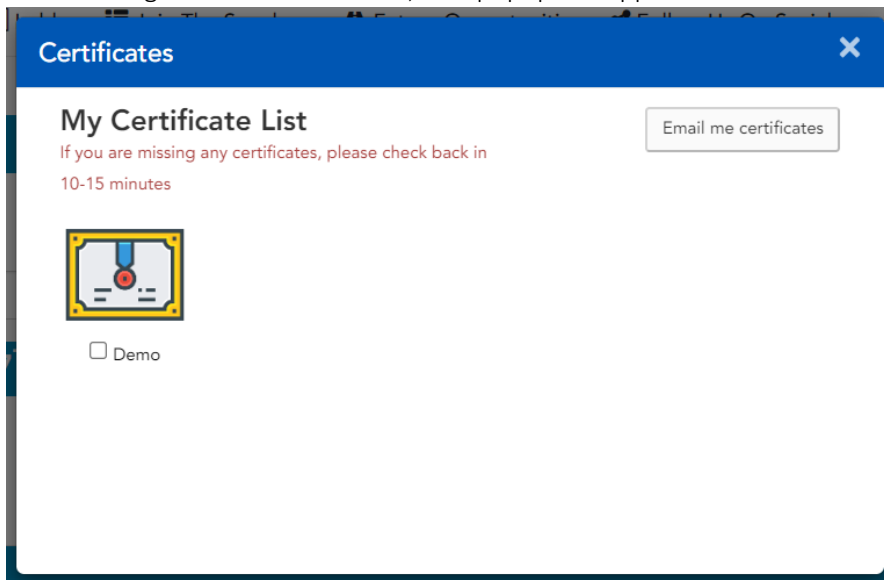 Certificates
My Certificate List
Email me certificates
If you are missing any certificates, please check back in
10-15 minutes
Demo